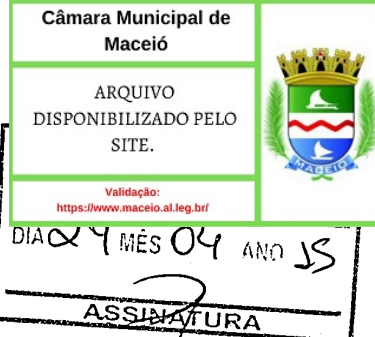 Câmara Municipal de
Maceió
ARQUIVO
DISPONIBILIZADO PELO
SITE.
Validação:
https://www.maceio.al.leg.br/
MACEIÓ
DIA 24 MÊS 04 ANO 15
ASSINATURA